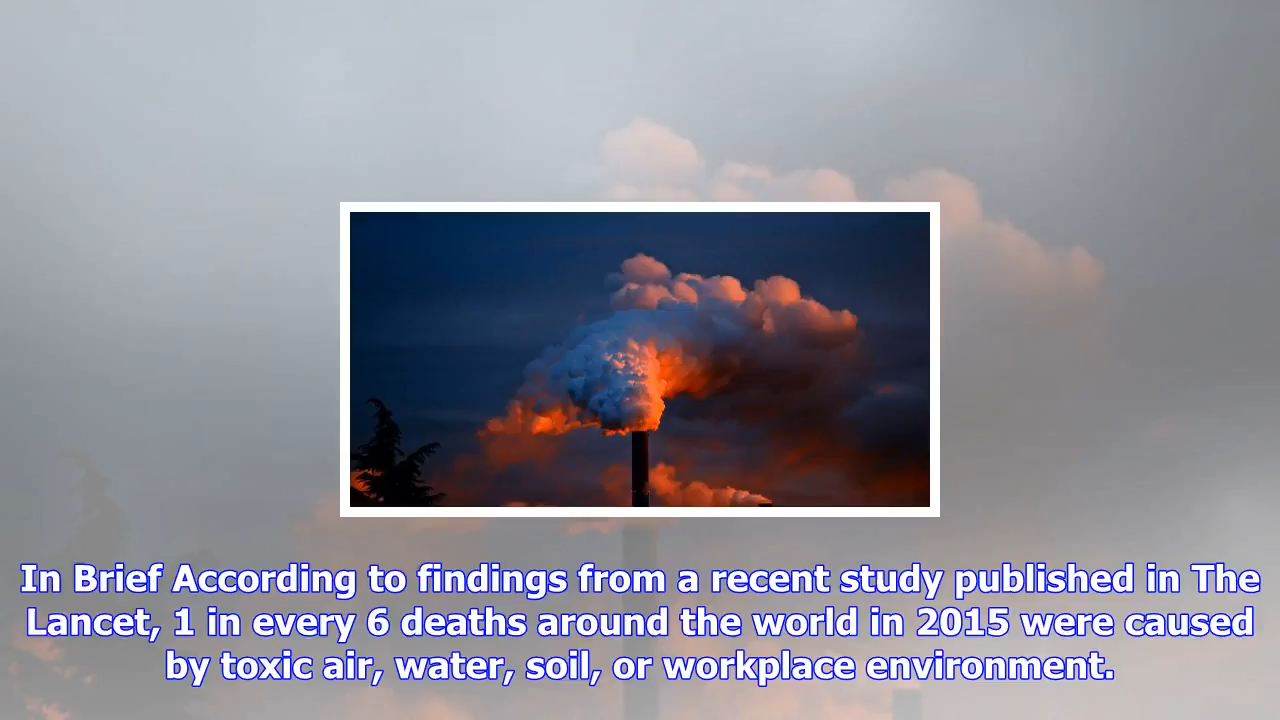 In Brief According to findings from a recent study published in The
Lancet, 1 in every 6 deaths around the world in 2015 were caused
by toxic air, water, soil, or workplace environment.